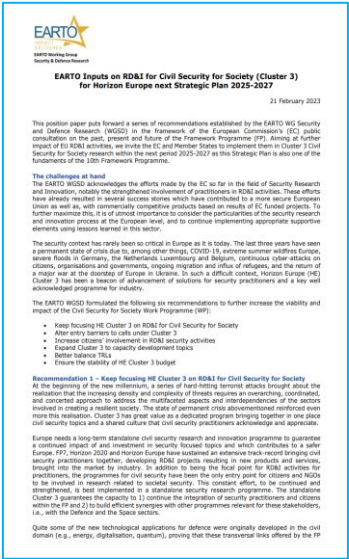 EARTO
IMPACT DELIVERED
EARTO Working Group
Security & Defence Research
EARTO Inputs on RD&I for Civil Security for Society (Cluster 3)
for Horizon Europe next Strategic Plan 2025-2027
21 February 2023
This position paper puts forward a series of recommendations established by the EARTO WG Security
and Defence Research (WGSD) in the framework of the European Commission's (EC) public
consultation on the past, present and future of the Framework Programme (FP). Aiming at further
impact of EU RD&I activities, we invite the EC and Member States to implement them in Cluster 3 Civil
Security for Society research within the next period 2025-2027 as this Strategic Plan is also one of the
fundaments of the 10th Framework Programme.
The challenges at hand
The EARTO WGSD acknowledges the efforts made by the EC so far in the field of Security Research
and Innovation, notably the strengthened involvement of practitioners in RD&I activities. These efforts
have already resulted in several success stories which have contributed to a more secure European
Union as well as, with commercially competitive products based on results of EC funded projects. To
further maximize this, it is of utmost importance to consider the particularities of the security research
and innovation process at the European level, and to continue implementing appropriate supportive
elements using lessons learned in this sector.
The security context has rarely been so critical in Europe as it is today. The last three years have seen
a permanent state of crisis due to, among other things, COVID-19, extreme summer wildfires Europe,
severe floods in Germany, the Netherlands Luxembourg and Belgium, continuous cyber-attacks on
citizens, organisations and governments, ongoing migration and influx of refugees, and the return of
a major war at the doorstep of Europe in Ukraine. In such a difficult context, Horizon Europe (HE)
Cluster 3 has been a beacon of advancement of solutions for security practitioners and a key well
acknowledged programme for industry.
The EARTO WGSD formulated the following six recommendations to further increase the viability and
impact of the Civil Security for Society Work Programme (WP):
• Keep focusing HE Cluster 3 on RD&I for Civil Security for Society
• Alter entry barriers to calls under Cluster 3
• Increase citizens' involvement in RD&I security activities
• Expand Cluster 3 to capacity development topics
• Better balance TRLs
• Ensure the stability of HE Cluster 3 budget
Recommendation 1 – Keep focusing HE Cluster 3 on RD&I for Civil Security for Society
At the beginning of the new millennium, a series of hard-hitting terrorist attacks brought about the
realization that the increasing density and complexity of threats requires an overarching, coordinated,
and concerted approach to address the multifaceted aspects and interdependences of the sectors
involved in creating a resilient society. The state of permanent crisis abovementioned reinforced even
more this realisation. Cluster 3 has great value as a dedicated program bringing together in one place
civil security topics and a shared culture that civil security practitioners acknowledge and appreciate.
Europe needs a long-term standalone civil security research and innovation programme to guarantee
a continued impact of and investment in security focused topics and which contributes to a safer
Europe. FP7, Horizon 2020 and Horizon Europe have sustained an extensive track-record bringing civil
security practitioners together, developing RD&I projects resulting in new products and services,
brought into the market by industry. In addition to being the focal point for RD&I activities for
practitioners, the programmes for civil security have been the only entry point for citizens and NGOs
to be involved in research related to societal security. This constant effort, to be continued and
strengthened, is best implemented in a standalone security research programme. The standalone
Cluster 3 guarantees the capacity to 1) continue the integration of security practitioners and citizens
within the FP and 2) to build efficient synergies with other programmes relevant for these stakeholders,
i.e., with the Defence and the Space sectors.
Quite some of the new technological applications for defence were originally developed in the civil
domain (e.g., energy, digitalisation, quantum), proving that these transversal links offered by the FP